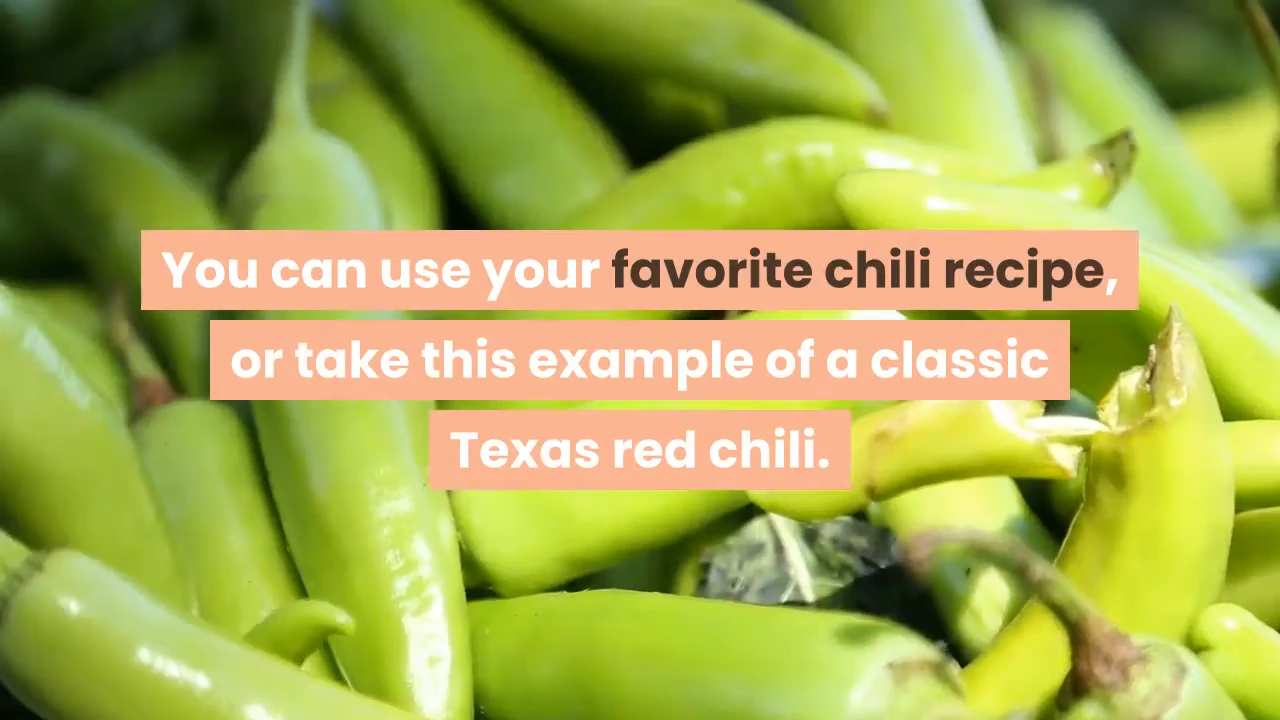 You can use your favorite chili recipe,
or take this example of a classic
Texas red chili.